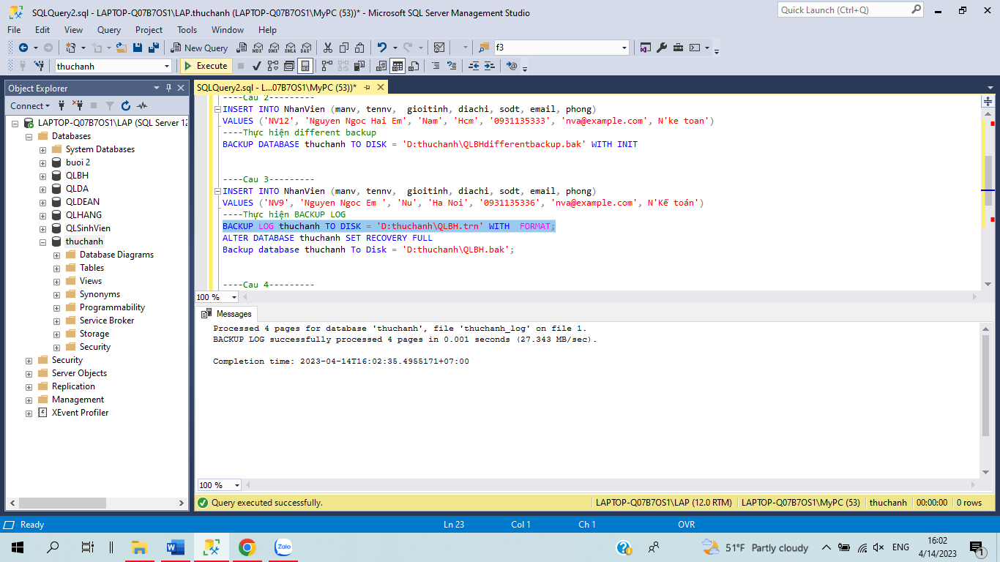 SQLQuery2.sql - LAPTOP-Q07B7OS1\LAP.thuchanh (LAPTOP-Q07B7OS1\MyPC (53))* - Microsoft SQL Server Management Studio
Quick Launch (Ctrl+Q)
File Edit View Query Project Tools Window Help
New Query MDX DMX XMLA DAX f3
thuchanh Execute
Object Explorer
Connect
LAPTOP-Q07B7OS1\LAP (SQL Server 12
Databases
System Databases
buoi 2
QLBH
QLDA
QLDEAN
QLHANG
QLSinhVien
thuchanh
Database Diagrams
Tables
Views
Synonyms
Programmability
Service Broker
Storage
Security
Security
Server Objects
Replication
Management
XEvent Profiler
SQLQuery2.sql - L...07B7OS1\MyPC (53))*
----Cau 2---------
INSERT INTO NhanVien (manv, tennv,  gioitinh, diachi, sodt, email, phong)
VALUES ('NV12', 'Nguyen Ngoc Hai Em', 'Nam', 'Hcm', '0931135333', 'nva@example.com', N'ke toan')
----Thực hiện different backup
BACKUP DATABASE thuchanh TO DISK = 'D:thuchanh\QLBHdifferentbackup.bak' WITH INIT
----Cau 3---------
INSERT INTO NhanVien (manv, tennv,  gioitinh, diachi, sodt, email, phong)
VALUES ('NV9', 'Nguyen Ngoc Em ', 'Nu', 'Ha Noi', '0931135336', 'nva@example.com', N'Kế toán')
----Thực hiện BACKUP LOG
BACKUP LOG thuchanh TO DISK = 'D:thuchanh\QLBH.trn' WITH  FORMAT;
ALTER DATABASE thuchanh SET RECOVERY FULL
Backup database thuchanh To Disk = 'D:thuchanh\QLBH.bak';
----Cau 4---------
100 %
Messages
Processed 4 pages for database 'thuchanh', file 'thuchanh_log' on file 1.
BACKUP LOG successfully processed 4 pages in 0.001 seconds (27.343 MB/sec).
Completion time: 2023-04-14T16:02:35.4955171+07:00
100 %
Query executed successfully. LAPTOP-Q07B7OS1\LAP (12.0 RTM) LAPTOP-Q07B7OS1\MyPC (53) thuchanh 00:00:00 0 rows
Ready Ln 23 Col 1 Ch 1 OVR
Zalo 51°F Partly cloudy ENG 16:02
4/14/2023 1